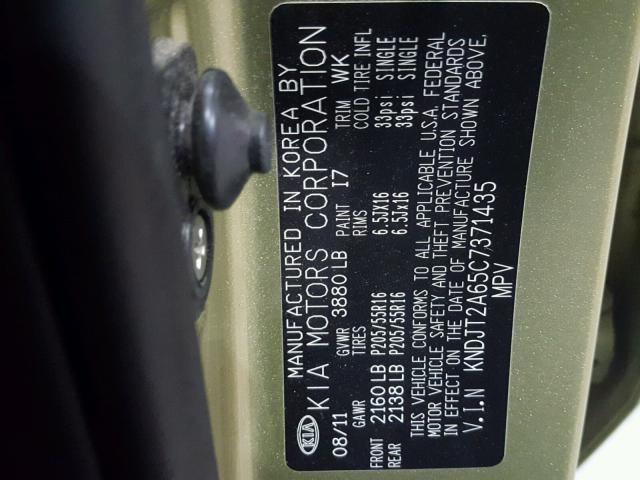 KIA
MANUFACTURED IN KOREA BY
KIA MOTORS CORPORATION
08/11 GVWR 3880 LB PAINT I7 TRIM WK
GAWR TIRES RIMS COLD TIRE INFL
FRONT 2160 LB P205/55R16 6.5JX16 33psi SINGLE
REAR 2138 LB P205/55R16 6.5Jx16 33psi SINGLE
THIS VEHICLE CONFORMS TO ALL APPLICABLE U.S.A. FEDERAL
MOTOR VEHICLE SAFETY AND THEFT PREVENTION STANDARDS
IN EFFECT ON THE DATE OF MANUFACTURE SHOWN ABOVE.
V.I.N KNDJT2A65C7371435
MPV